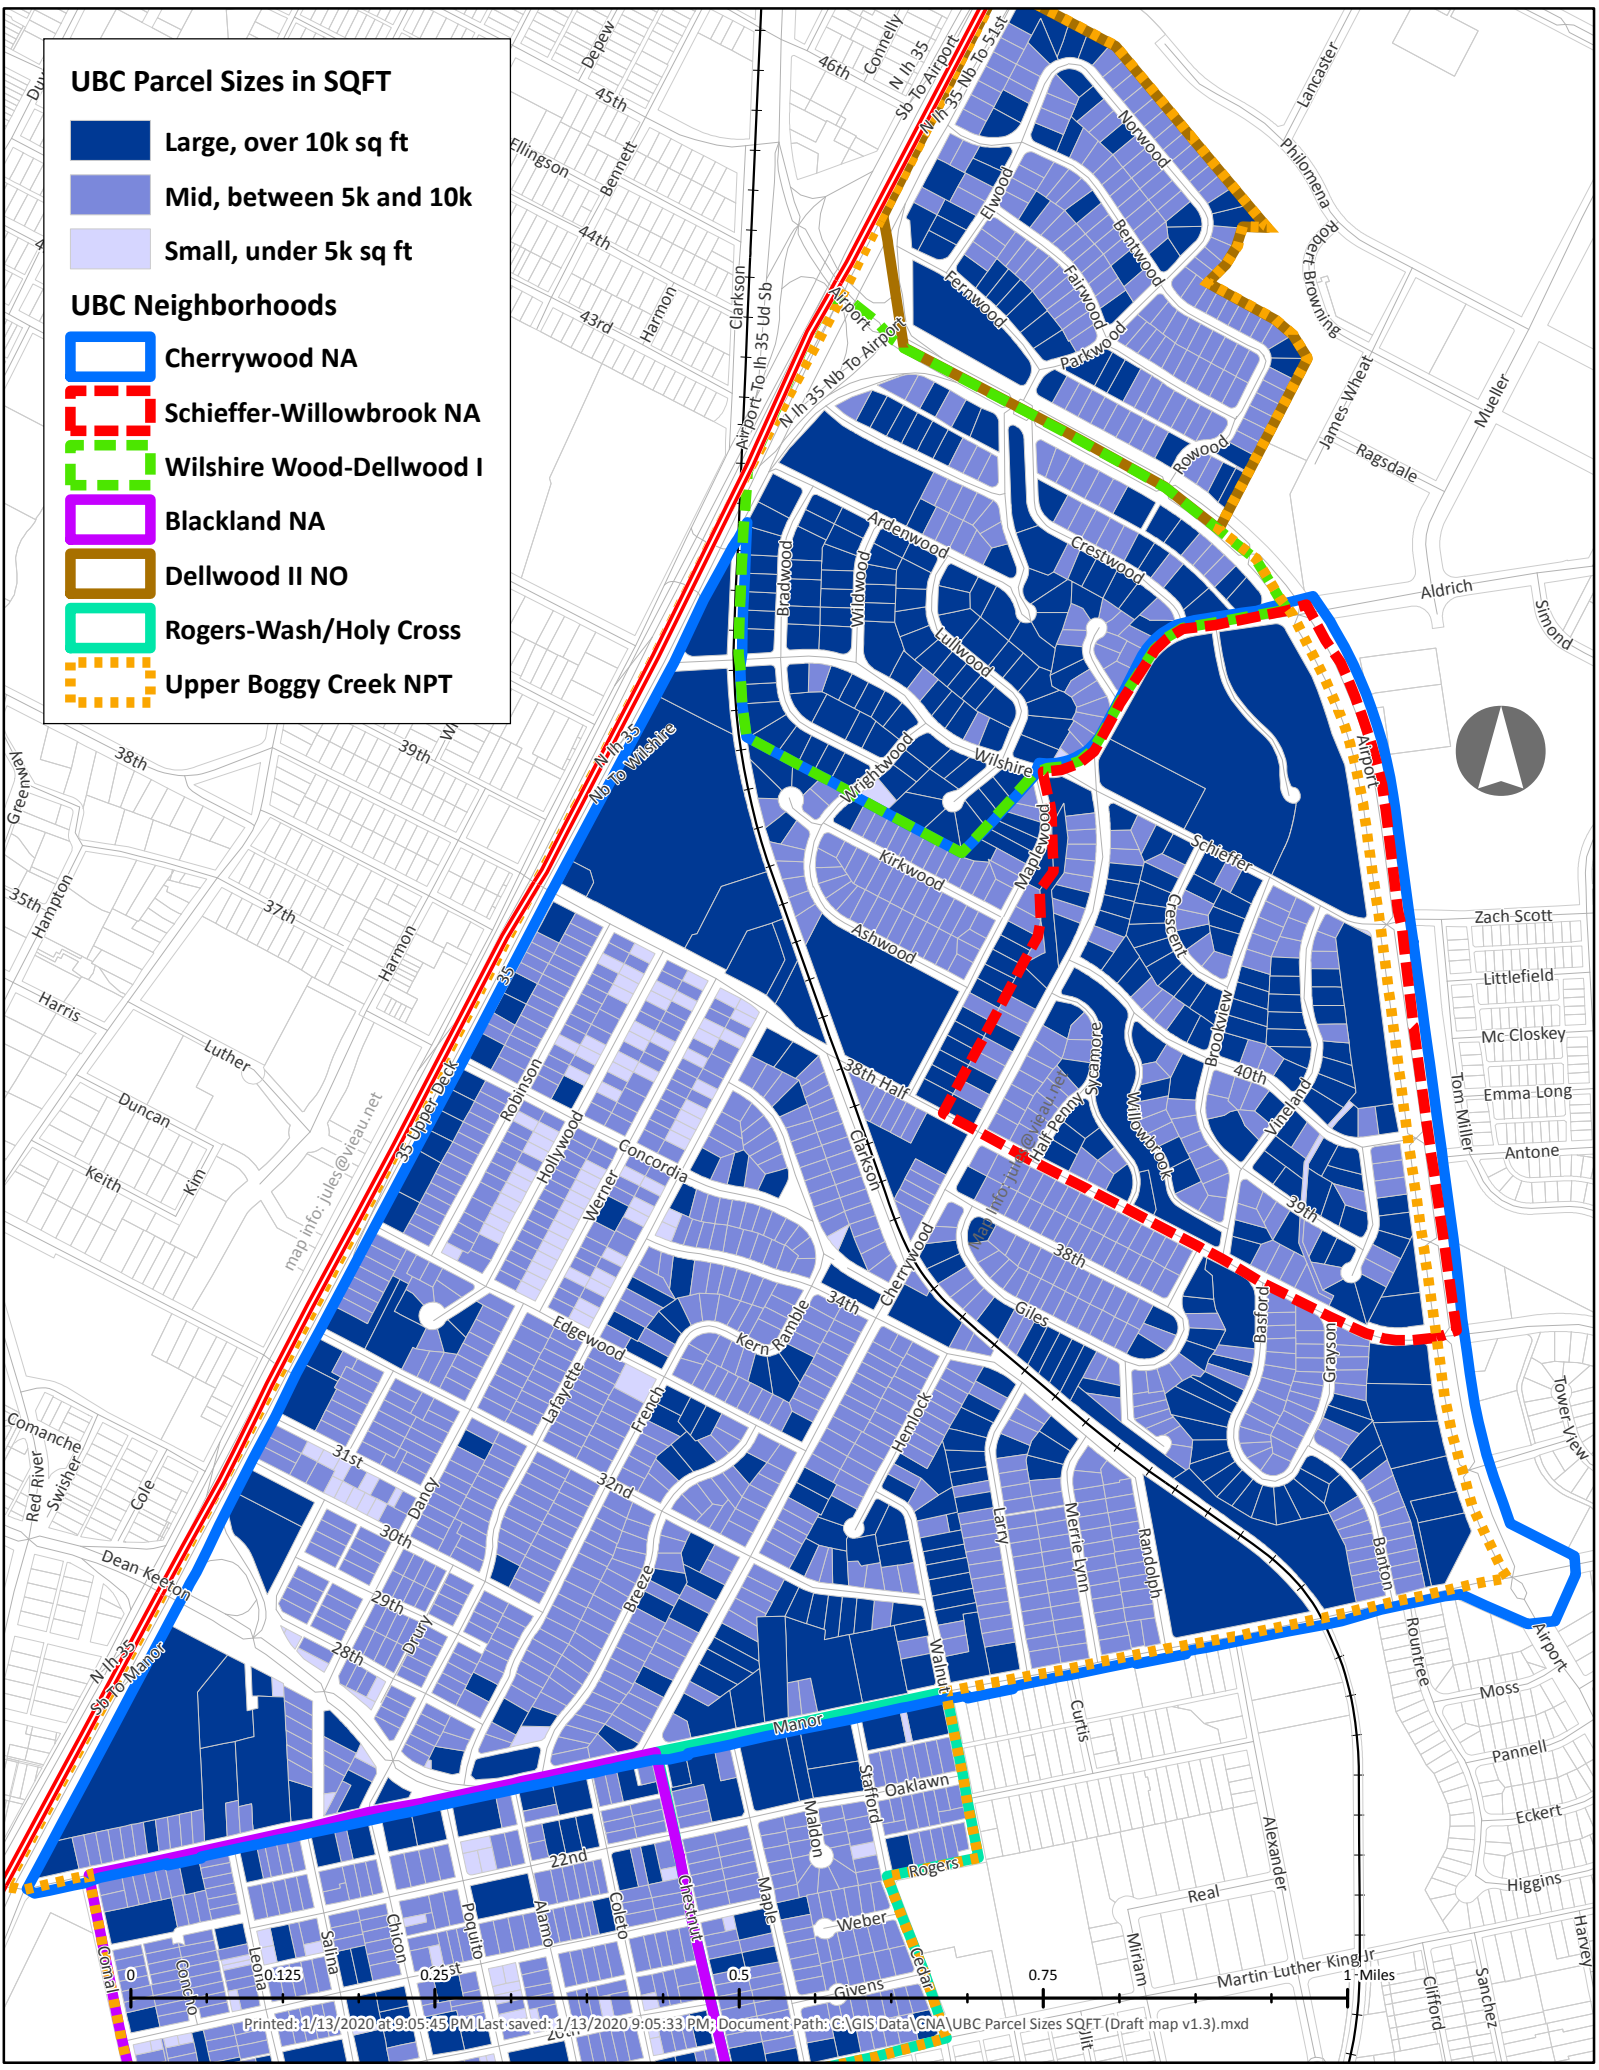 UBC Parcel Sizes in SQFT
Large, over 10k sq ft
Mid, between 5k and 10k
Small, under 5k sq ft
UBC Neighborhoods
Cherrywood NA
Schieffer-Willowbrook NA
Wilshire Wood-Dellwood I
Blackland NA
Dellwood II NO
Rogers-Wash/Holy Cross
Upper Boggy Creek NPT
Depew
45th
46th
Connelly
N Ih 35
Sb To Airport
N Ih 35 Nb To 51st
Lancaster
Ellingson
Bennett
44th
43rd
Harmon
Clarkson
Airport To Ih 35 Ud Sb
Airport
N Ih 35 Nb To Airport
Norwood
Elwood
Bentwood
Fernwood
Fairwood
Parkwood
Rowood
Philomena
Robert Browning
James Wheat
Mueller
Ragsdale
Aldrich
Simond
Ardenwood
Bradwood
Wildwood
Lullwood
Crestwood
Wilshire
Wrightwood
Kirkwood
Ashwood
Maplewood
Schieffer
Crescent
Brookview
Airport
Zach Scott
Littlefield
Mc Closkey
Emma Long
Antone
Tom Miller
N Ih 35
Nb To Wilshire
38th
39th
Greenway
Hampton
35th
37th
Harmon
Harris
Luther
Duncan
Keith
Kim
35
35 Upper Deck
map info: jules@vieau.net
Robinson
Hollywood
Werner
Concordia
38th Half
Clarkson
Cherrywood
Map info: jules@vieau.net
Half Penny
Sycamore
Willowbrook
40th
Vineland
39th
38th
Giles
34th
Kern Ramble
Edgewood
Lafayette
French
Hemlock
Basford
Grayson
Tower View
Comanche
Red River
Swisher
Cole
31st
Dancy
32nd
30th
29th
Drury
28th
Breeze
Dean Keeton
N Ih 35
Sb To Manor
Larry
Merrie Lynn
Randolph
Banton
Walnut
Manor
Rountree
Airport
Moss
Pannell
Eckert
Higgins
Harvey
Curtis
Alexander
Stafford
Oaklawn
Maldon
Rogers
Weber
Real
Miriam
Martin Luther King Jr
Clifford
Sanchez
22nd
Chestnut
Maple
Cedar
Givens
Comal
Concho
Leona
Salina
Chicon
Poquito
Alamo
Coleto
20th
0
0.125
0.25
0.5
0.75
1 Miles
Printed: 1/13/2020 at 9:05:45 PM Last saved: 1/13/2020 9:05:33 PM; Document Path: C:\GIS Data\CNA\UBC Parcel Sizes SQFT (Draft map v1.3).mxd